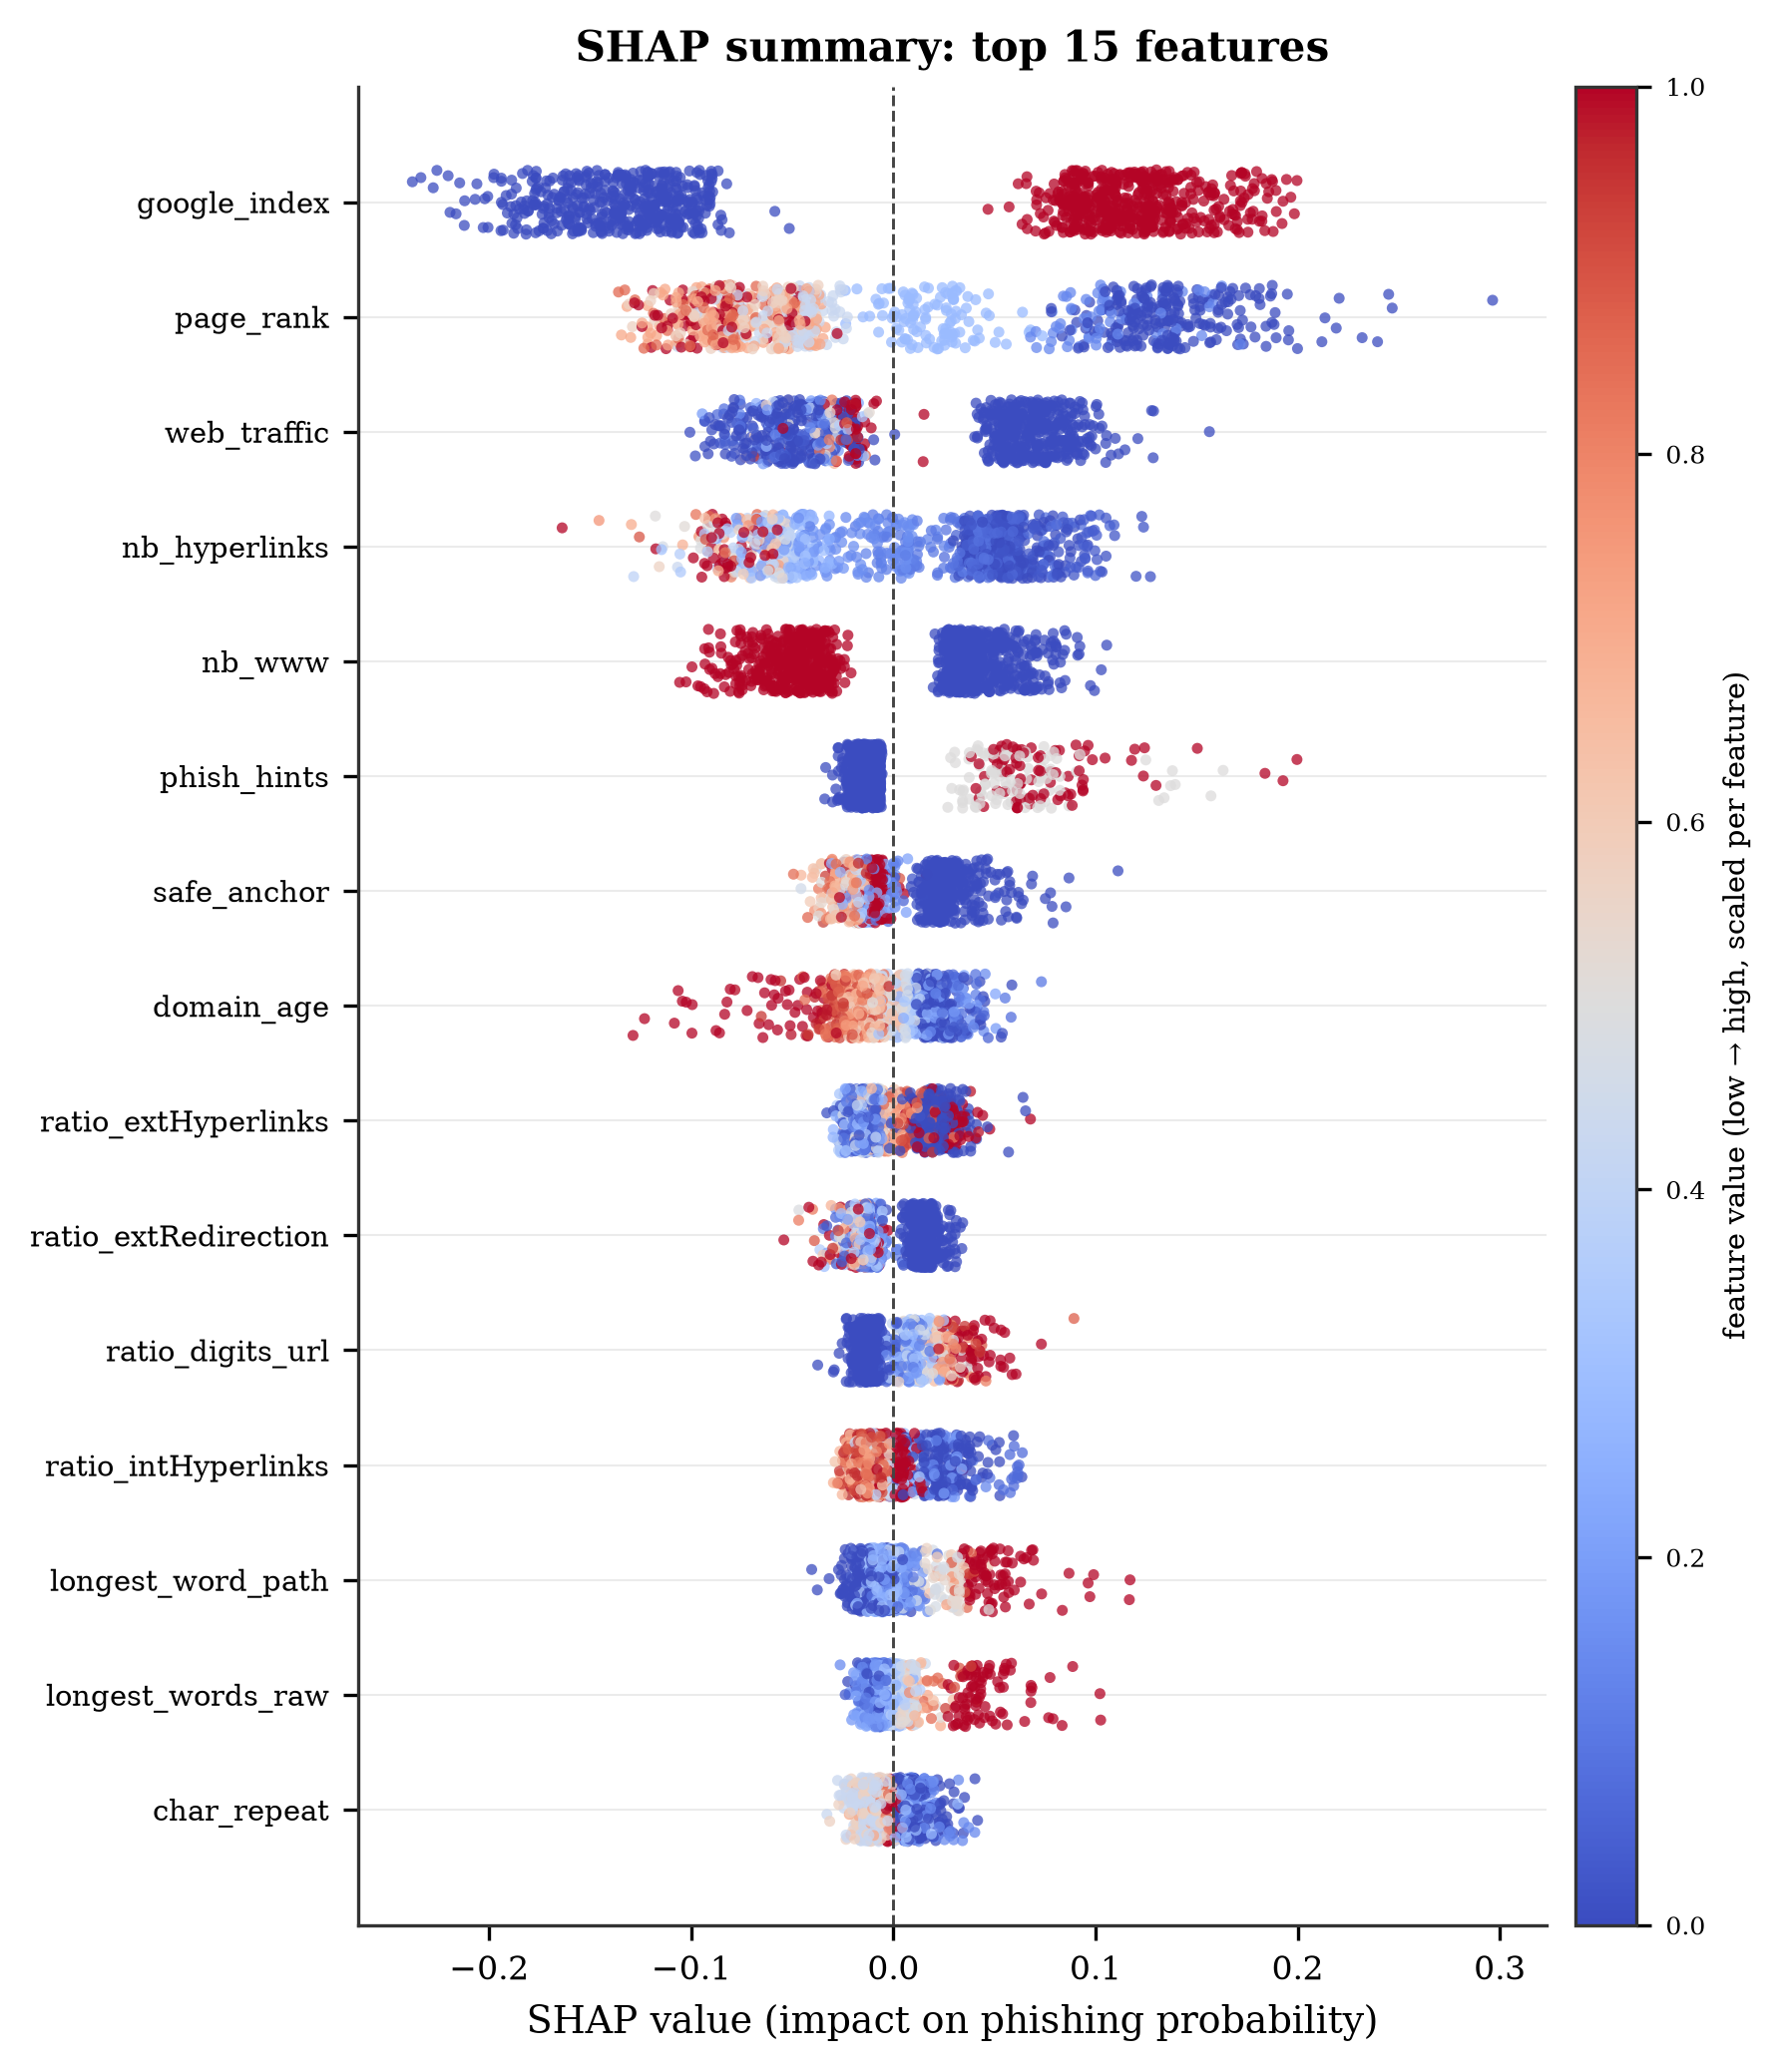 SHAP summary: top 15 features
google_index
page_rank
web_traffic
nb_hyperlinks
nb_www
phish_hints
safe_anchor
domain_age
ratio_extHyperlinks
ratio_extRedirection
ratio_digits_url
ratio_intHyperlinks
longest_word_path
longest_words_raw
char_repeat
−0.2
−0.1
0.0
0.1
0.2
0.3
SHAP value (impact on phishing probability)
1.0
0.8
0.6
0.4
0.2
0.0
feature value (low → high, scaled per feature)